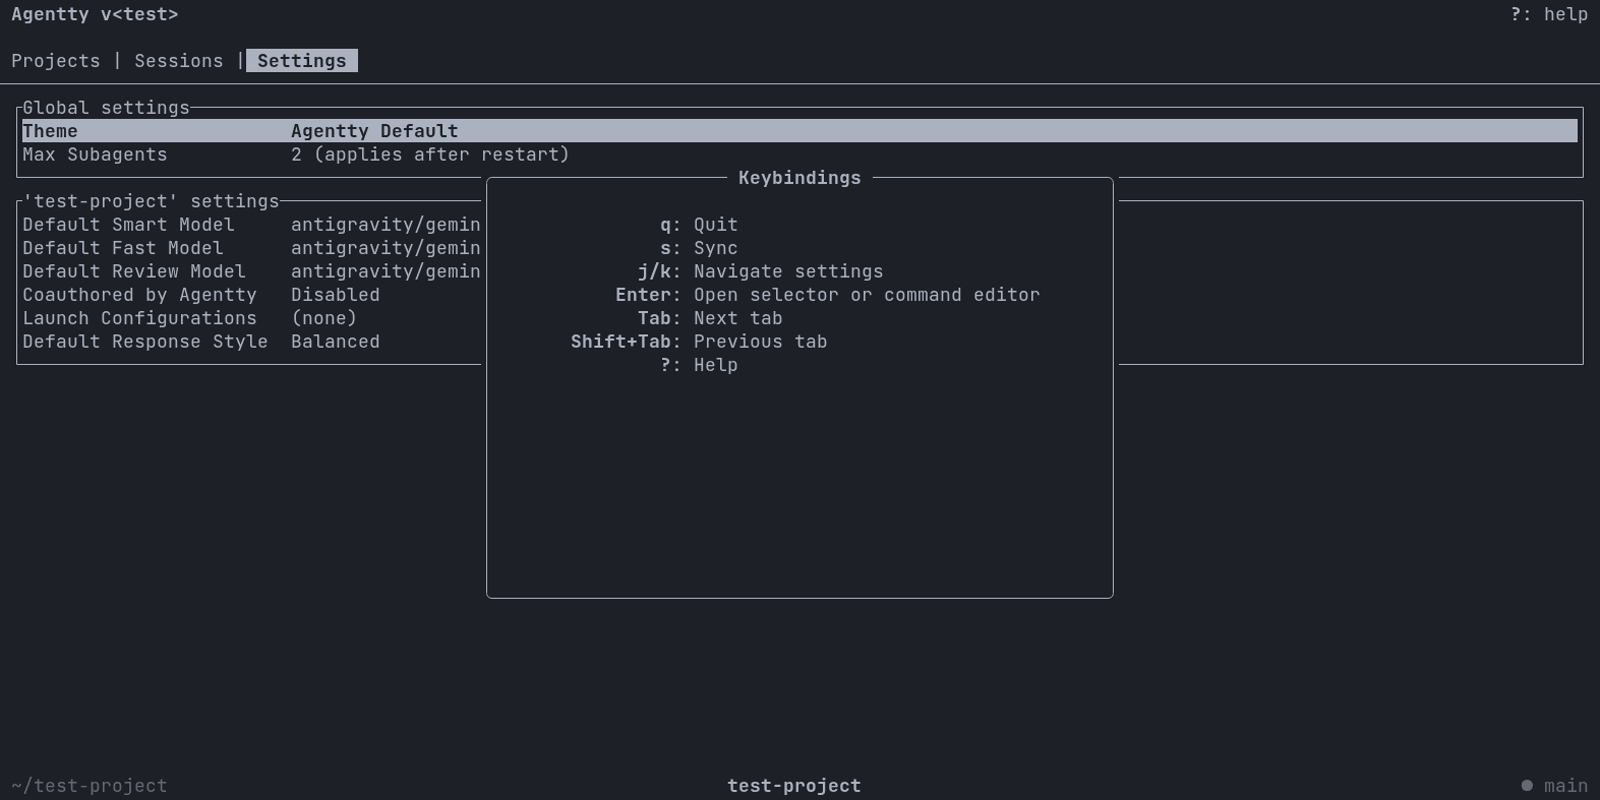 Agentty v<test> ?: help
Projects | Sessions | Settings
Global settings
Theme Agentty Default
Max Subagents 2 (applies after restart)
Keybindings
'test-project' settings
Default Smart Model antigravity/gemin q: Quit
Default Fast Model antigravity/gemin s: Sync
Default Review Model antigravity/gemin j/k: Navigate settings
Coauthored by Agentty Disabled Enter: Open selector or command editor
Launch Configurations (none) Tab: Next tab
Default Response Style Balanced Shift+Tab: Previous tab
?: Help
~/test-project test-project ● main